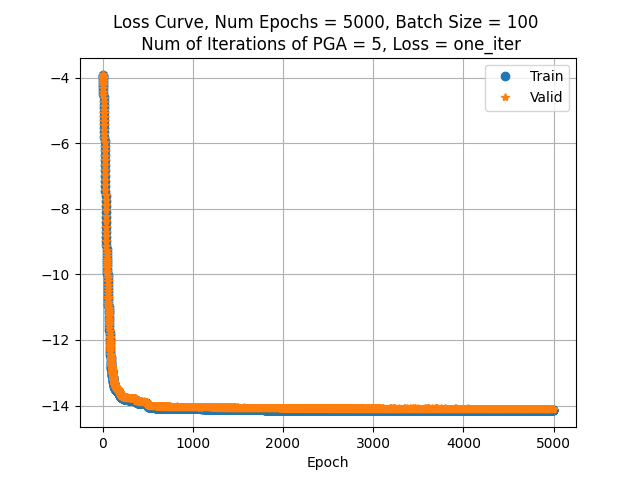 Loss Curve, Num Epochs = 5000, Batch Size = 100
Num of Iterations of PGA = 5, Loss = one_iter
Train
Valid
−4
−6
−8
−10
−12
−14
0 1000 2000 3000 4000 5000
Epoch